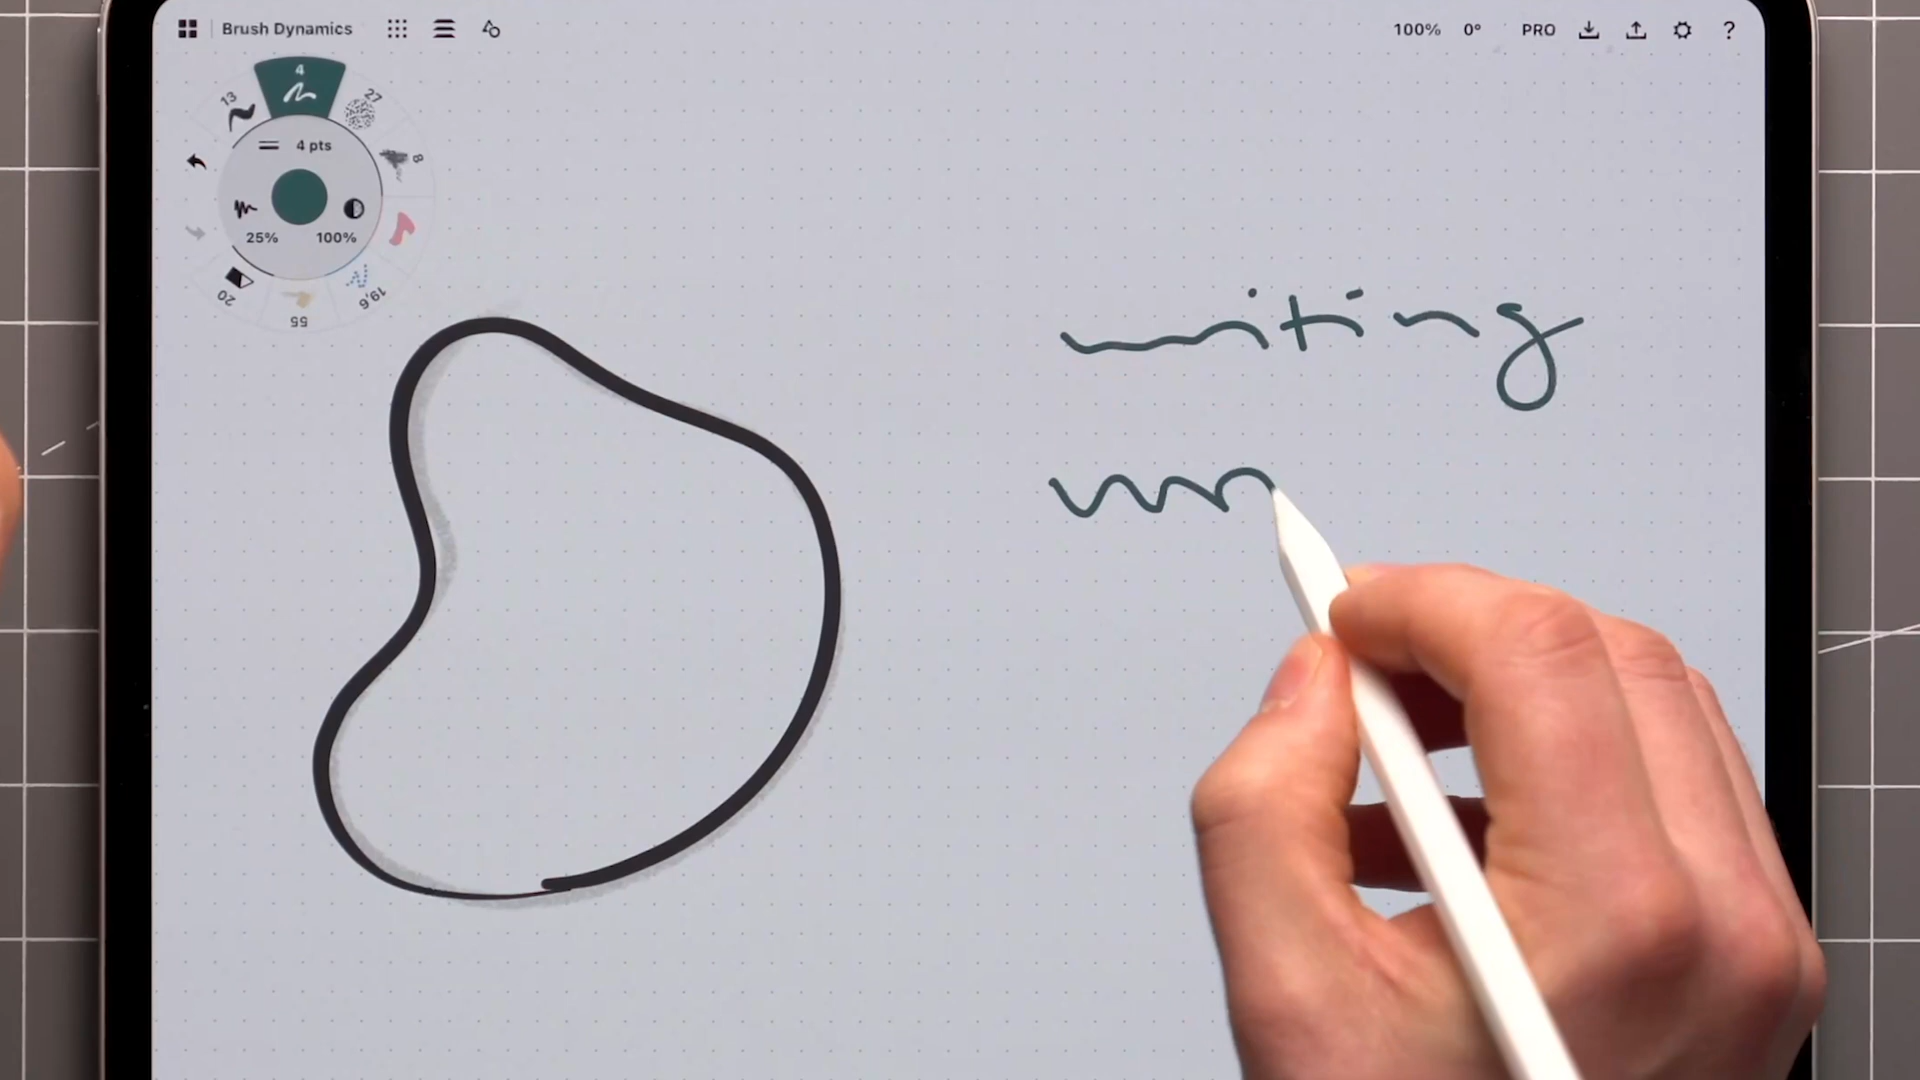 Brush Dynamics
100% 0° PRO ?
4
13
27
4 pts
8
25% 100%
20
55
19,6
writing